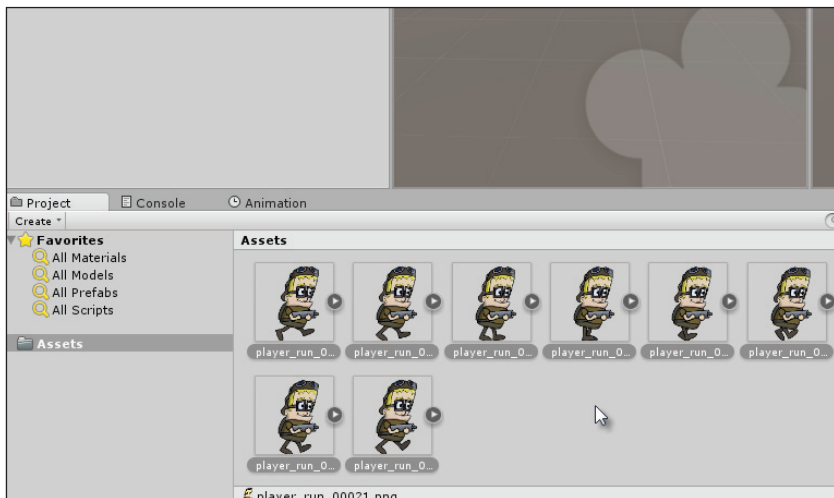 Project Console Animation
Create
Favorites
All Materials
All Models
All Prefabs
All Scripts
Assets
Assets
player_run_0... player_run_0... player_run_0... player_run_0... player_run_0... player_run_0...
player_run_0... player_run_0...
player_run_00021.png